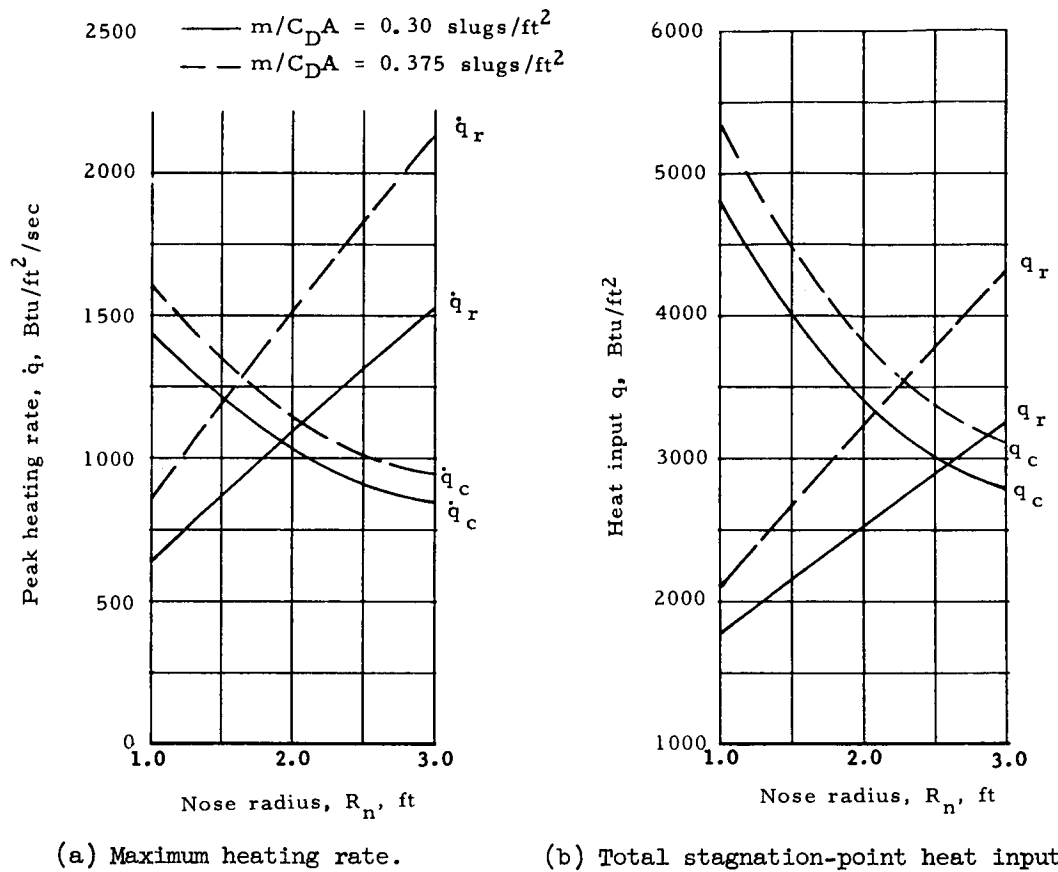 m/C_DA = 0.30 slugs/ft²
m/C_DA = 0.375 slugs/ft²
Peak heating rate, q̇, Btu/ft²/sec
2500
2000
1500
1000
500
0
1.0 2.0 3.0
q̇_r
q̇_r
q̇_c
q̇_c
Nose radius, R_n, ft
(a) Maximum heating rate.
Heat input q, Btu/ft²
6000
5000
4000
3000
2000
1000
1.0 2.0 3.0
q_r
q_r
q_c
q_c
Nose radius, R_n, ft
(b) Total stagnation-point heat input